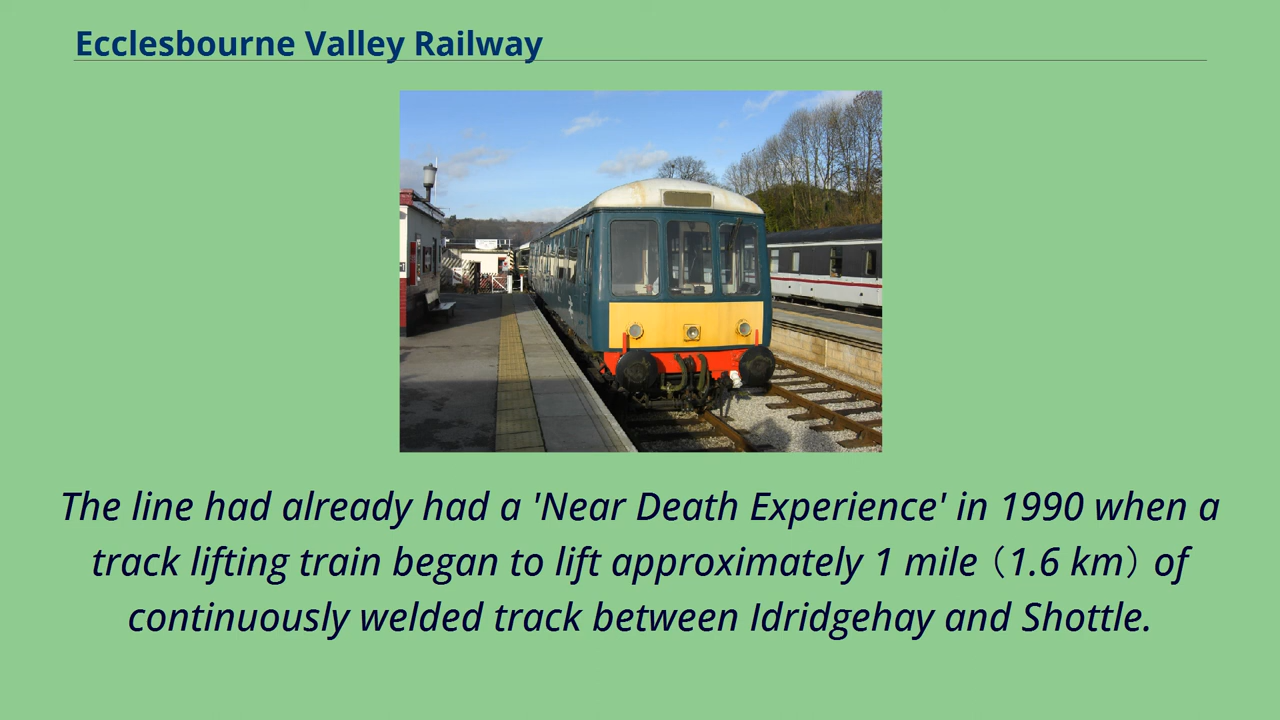 Ecclesbourne Valley Railway
The line had already had a 'Near Death Experience' in 1990 when a
track lifting train began to lift approximately 1 mile（1.6 km）of
continuously welded track between Idridgehay and Shottle.